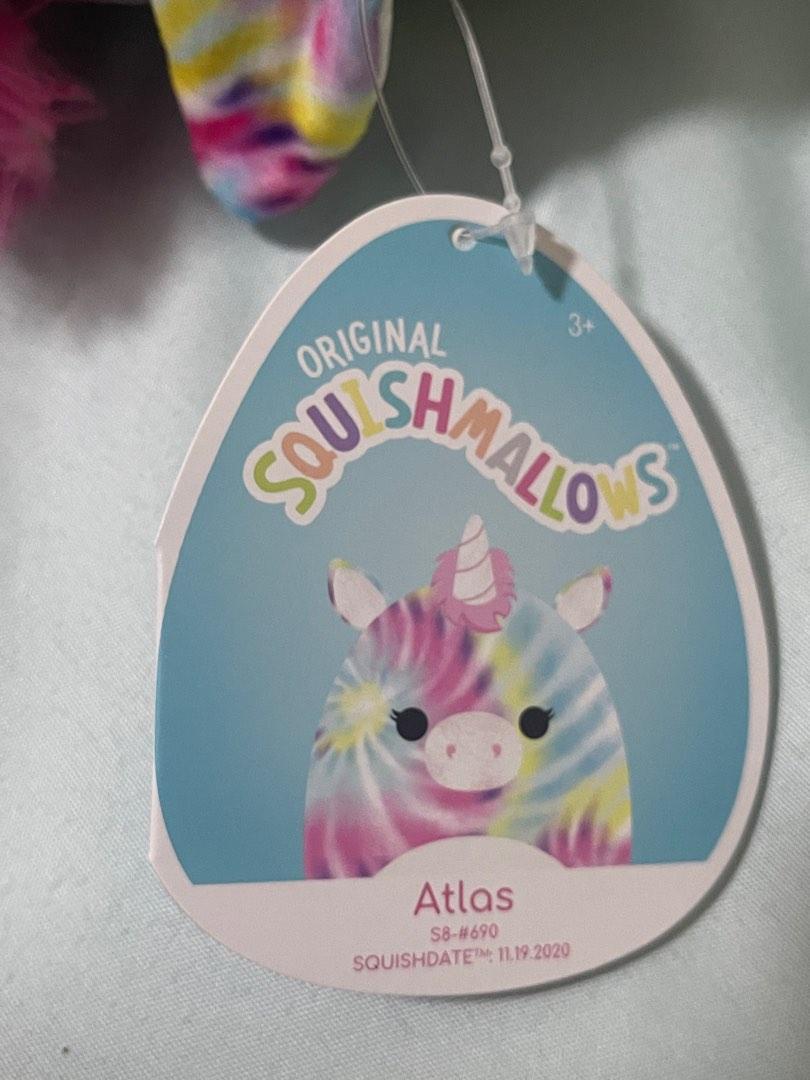 3+
ORIGINAL
SQUISHMALLOWS™
Atlas
S8-#690
SQUISHDATE™: 11.19.2020